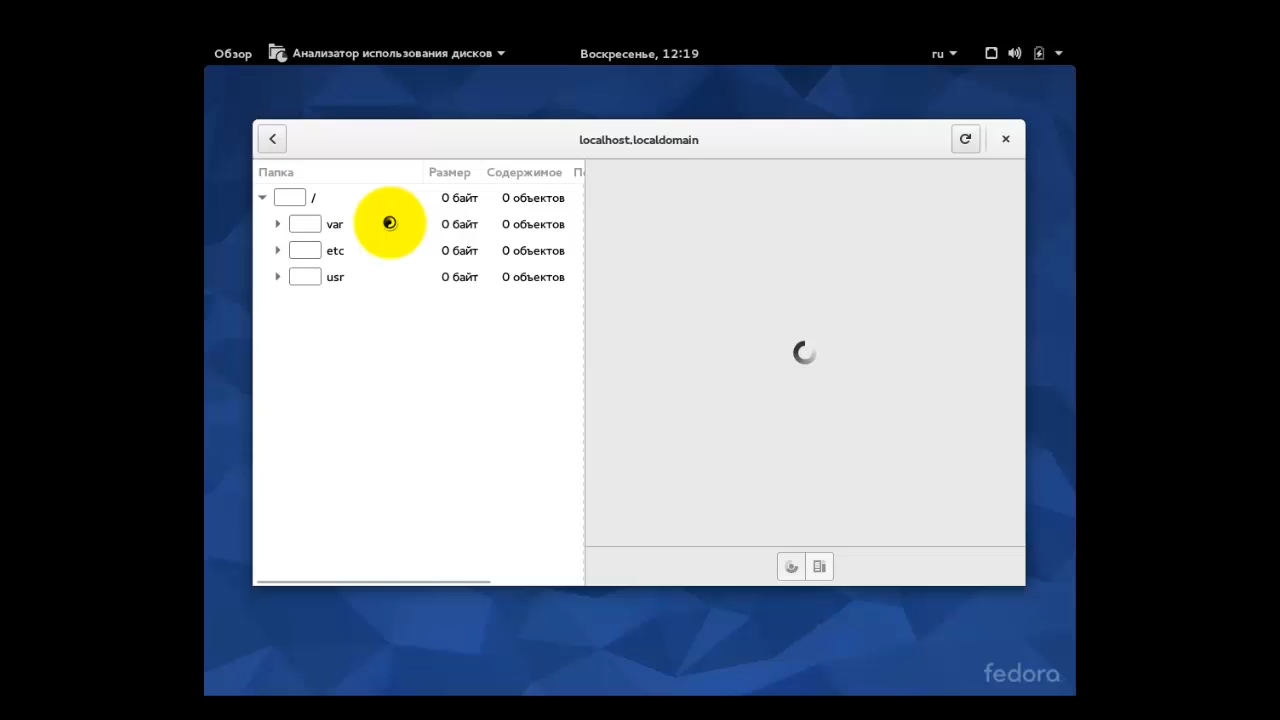 Обзор Анализатор использования дисков Воскресенье, 12:19 ru
localhost.localdomain
Папка Размер Содержимое
/ 0 байт 0 объектов
var 0 байт 0 объектов
etc 0 байт 0 объектов
usr 0 байт 0 объектов
fedora